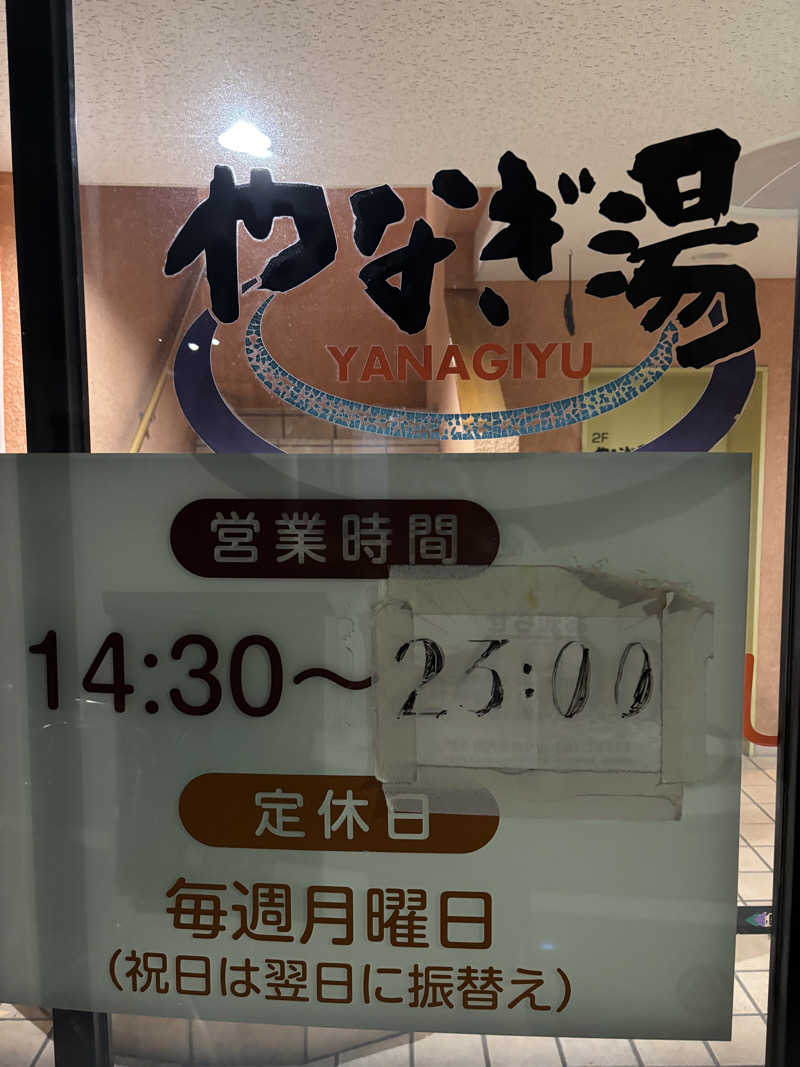 やなぎ湯
YANAGIYU
2F
営業時間
14:30～23:00
定休日
毎週月曜日
(祝日は翌日に振替え)